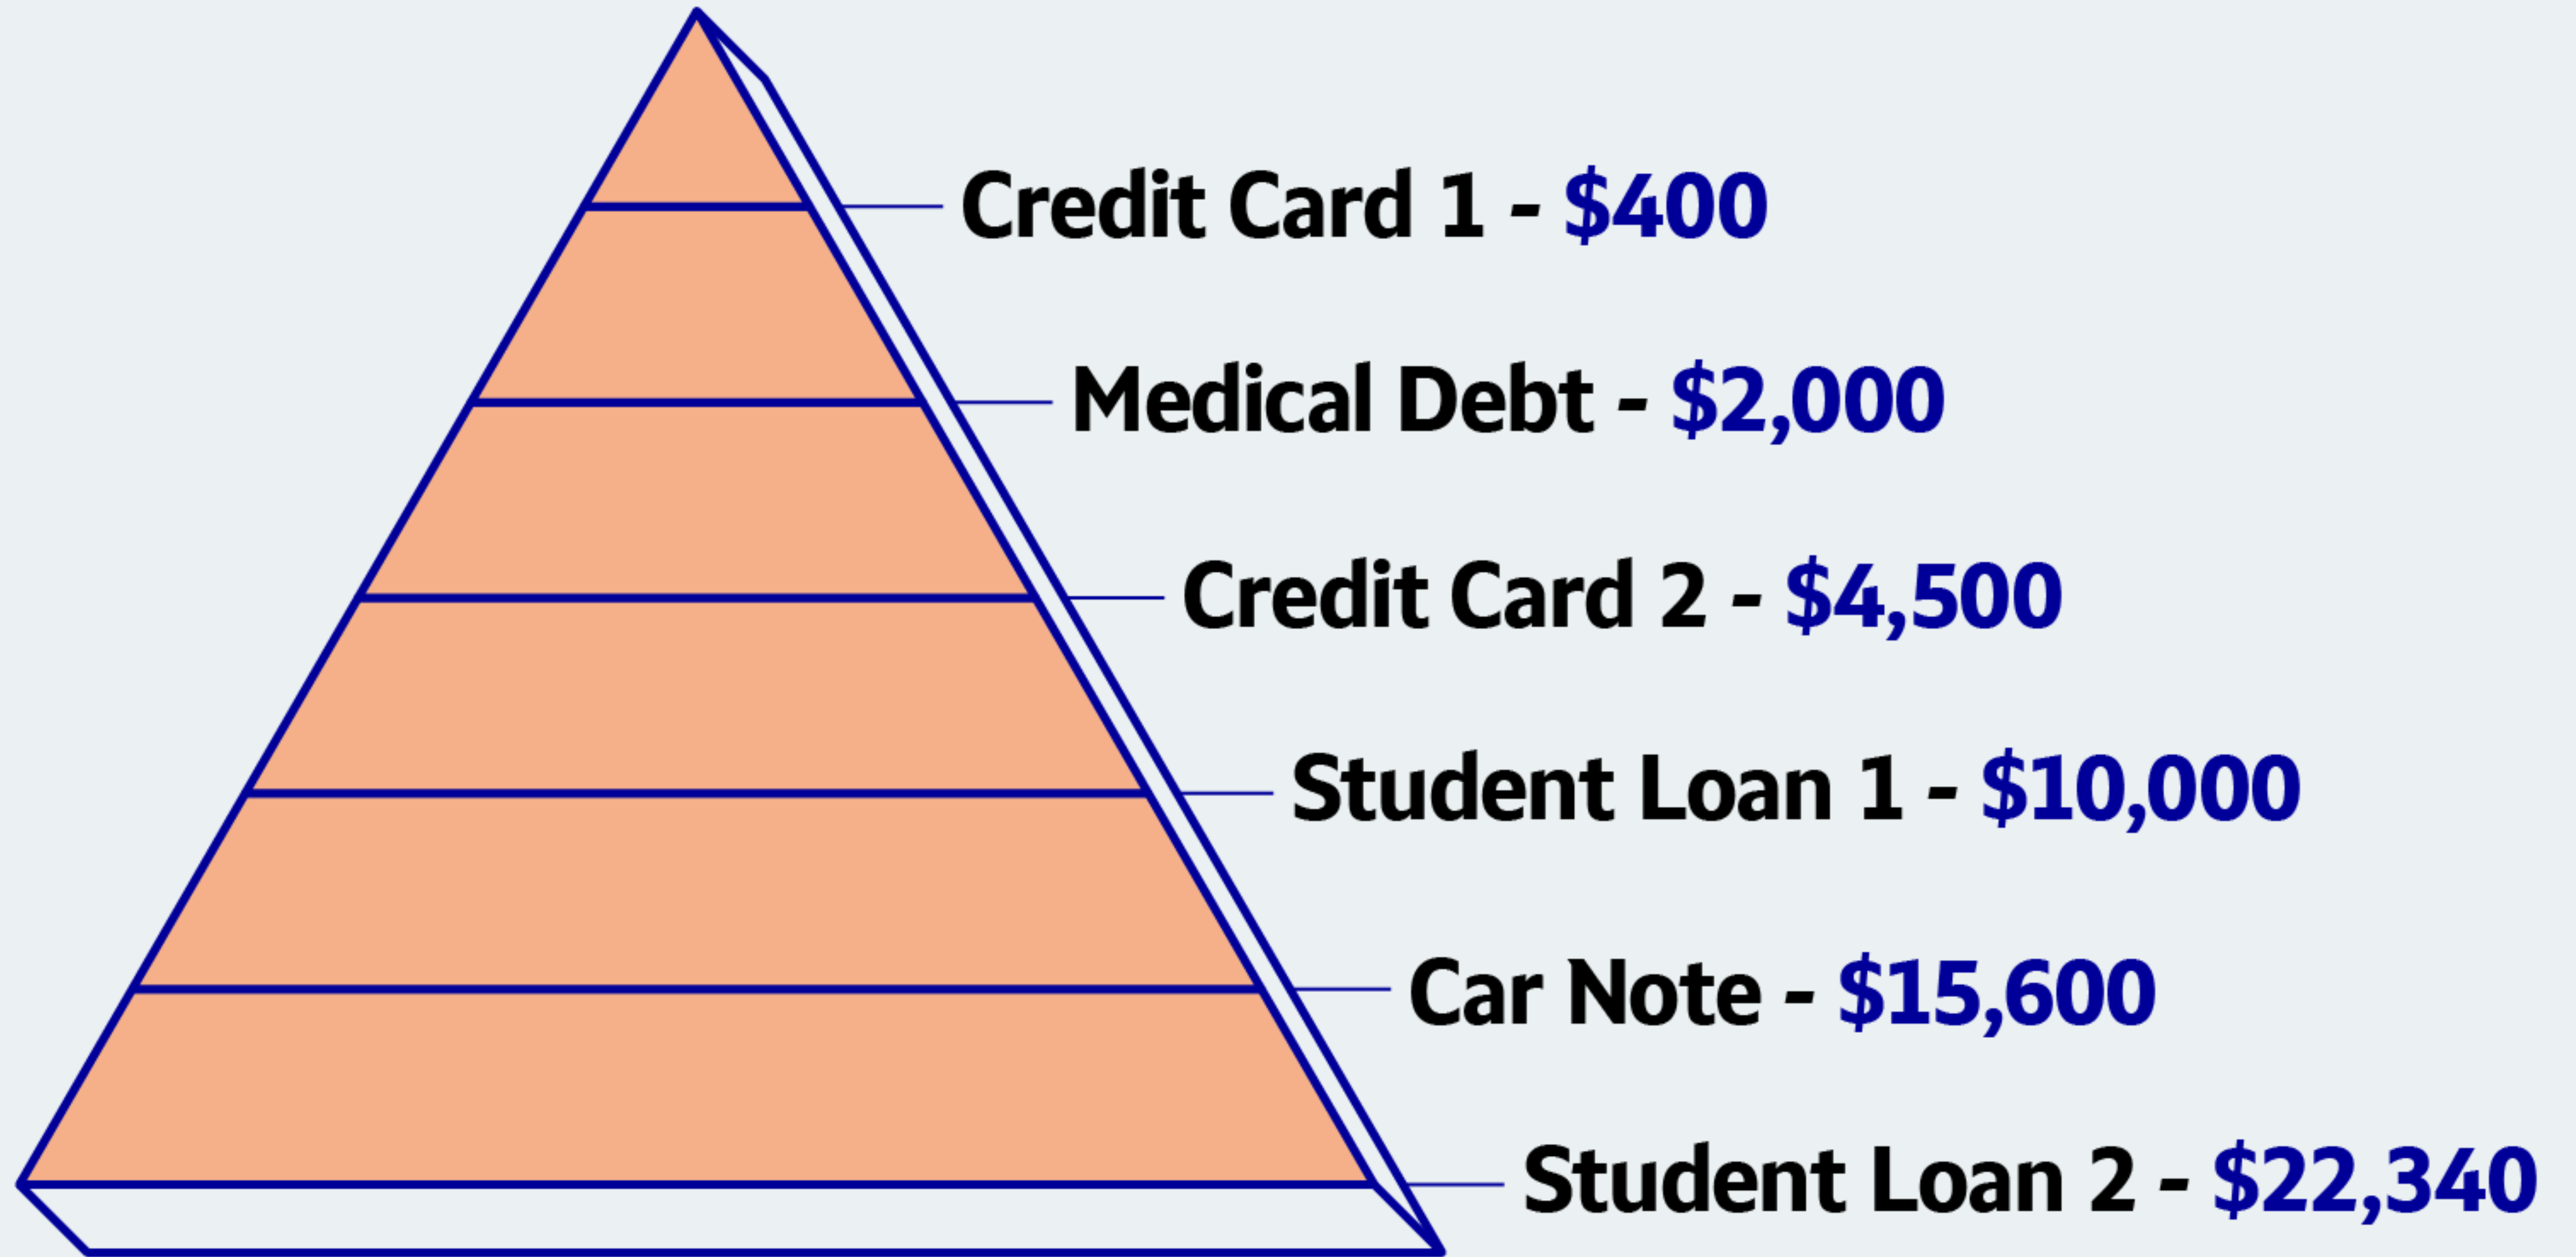 Credit Card 1 - $400
Medical Debt - $2,000
Credit Card 2 - $4,500
Student Loan 1 - $10,000
Car Note - $15,600
Student Loan 2 - $22,340